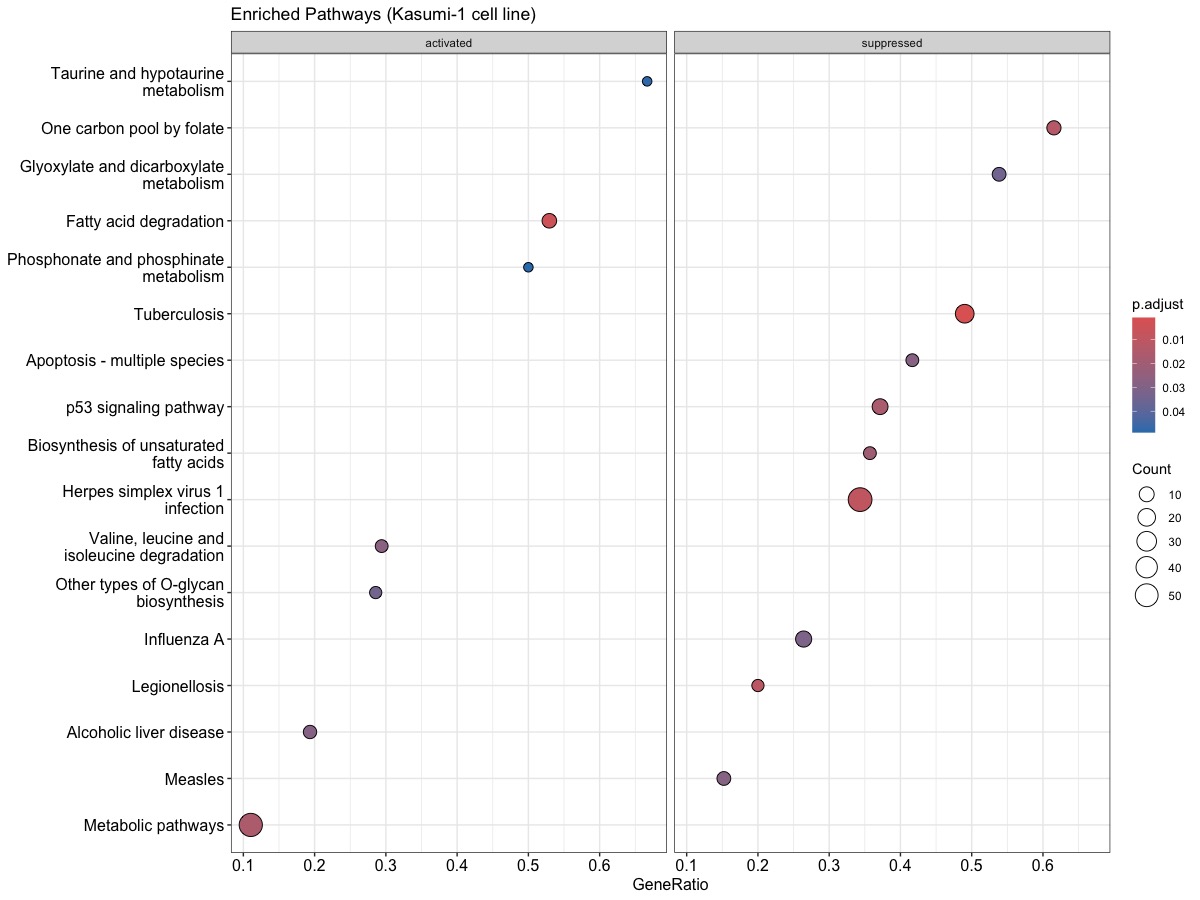 Enriched Pathways (Kasumi-1 cell line)
activated
suppressed
Taurine and hypotaurine
metabolism
One carbon pool by folate
Glyoxylate and dicarboxylate
metabolism
Fatty acid degradation
Phosphonate and phosphinate
metabolism
Tuberculosis
Apoptosis - multiple species
p53 signaling pathway
Biosynthesis of unsaturated
fatty acids
Herpes simplex virus 1
infection
Valine, leucine and
isoleucine degradation
Other types of O-glycan
biosynthesis
Influenza A
Legionellosis
Alcoholic liver disease
Measles
Metabolic pathways
0.1 0.2 0.3 0.4 0.5 0.6
0.1 0.2 0.3 0.4 0.5 0.6
GeneRatio
p.adjust
0.01
0.02
0.03
0.04
Count
10
20
30
40
50